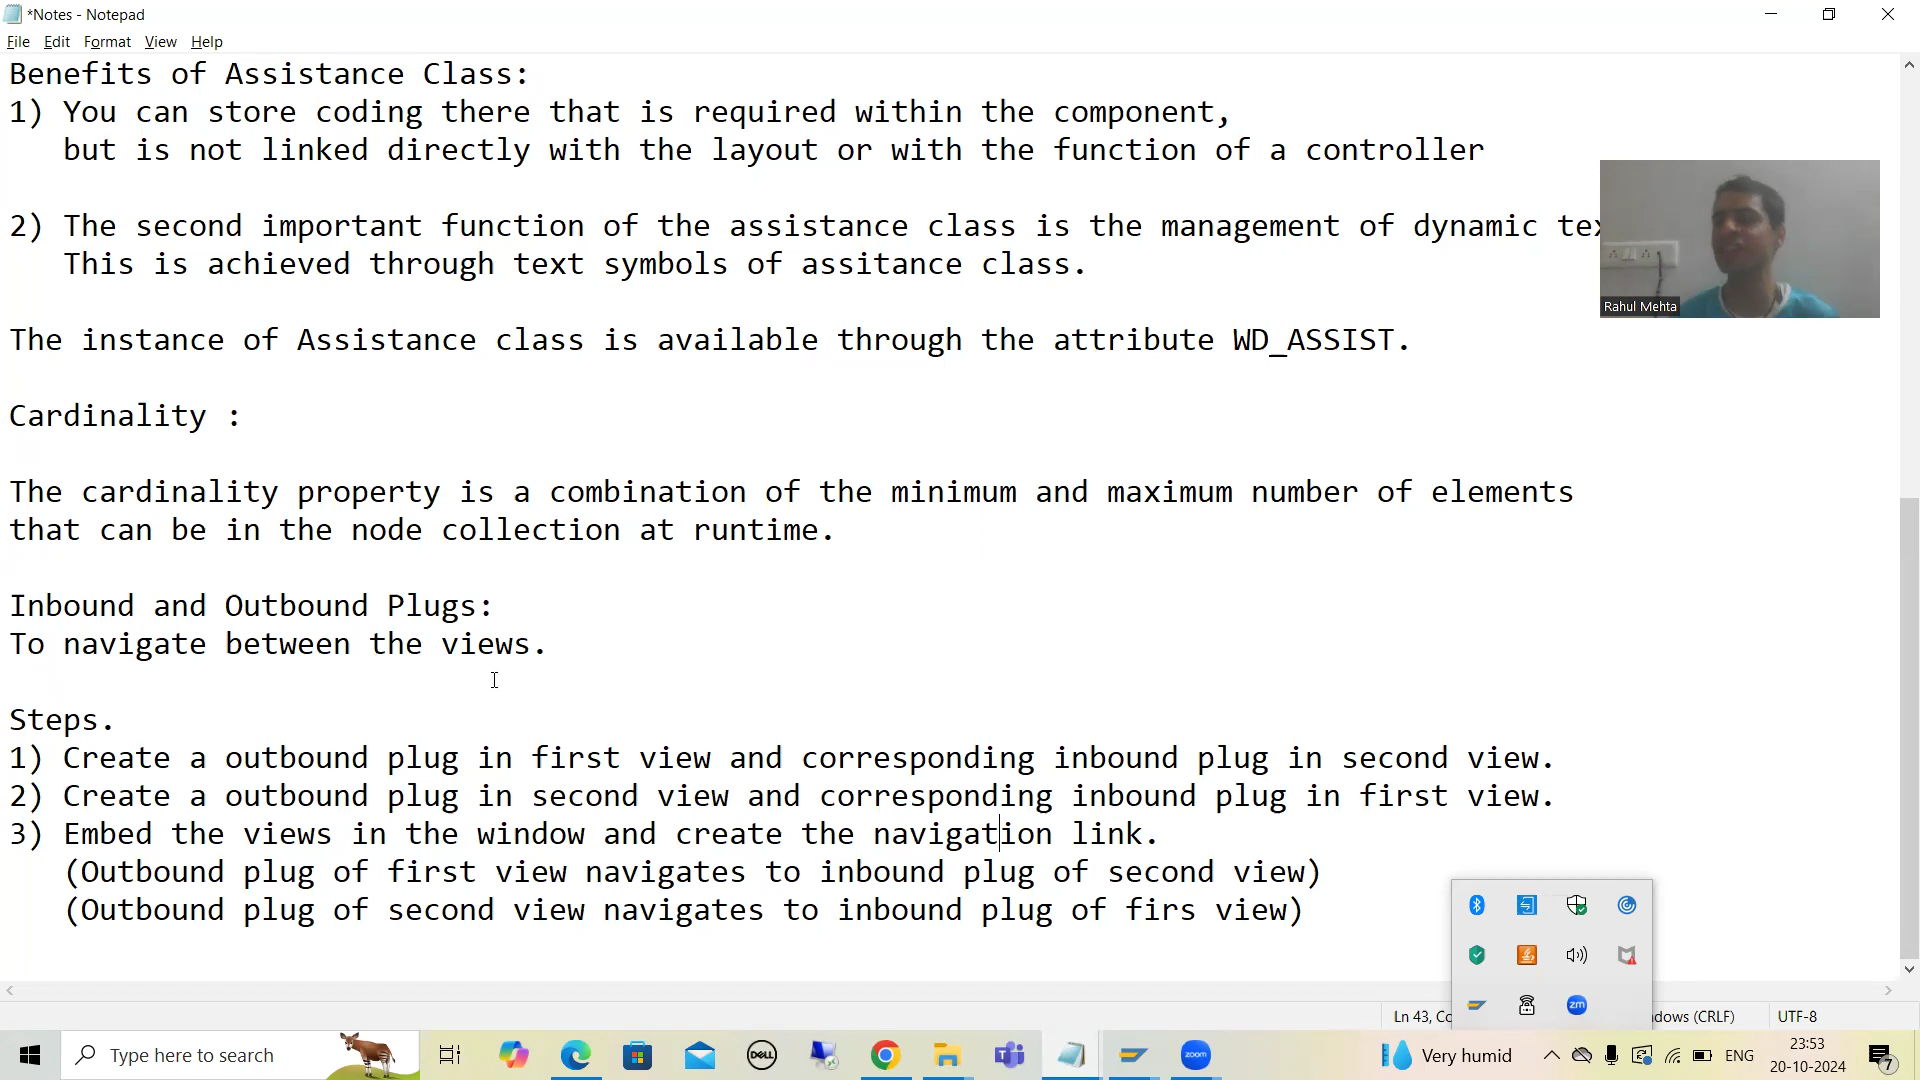 *Notes - Notepad
File Edit Format View Help
Benefits of Assistance Class:
1) You can store coding there that is required within the component,
but is not linked directly with the layout or with the function of a controller
2) The second important function of the assistance class is the management of dynamic
This is achieved through text symbols of assitance class.
Rahul Mehta
The instance of Assistance class is available through the attribute WD_ASSIST.
Cardinality :
The cardinality property is a combination of the minimum and maximum number of elements
that can be in the node collection at runtime.
Inbound and Outbound Plugs:
To navigate between the views.
Steps.
1) Create a outbound plug in first view and corresponding inbound plug in second view.
2) Create a outbound plug in second view and corresponding inbound plug in first view.
3) Embed the views in the window and create the navigation link.
(Outbound plug of first view navigates to inbound plug of second view)
(Outbound plug of second view navigates to inbound plug of firs view)
zm
Ln 43, (CRLF) UTF-8
Type here to search
DELL
zoom
Very humid
ENG
23:53
20-10-2024
7